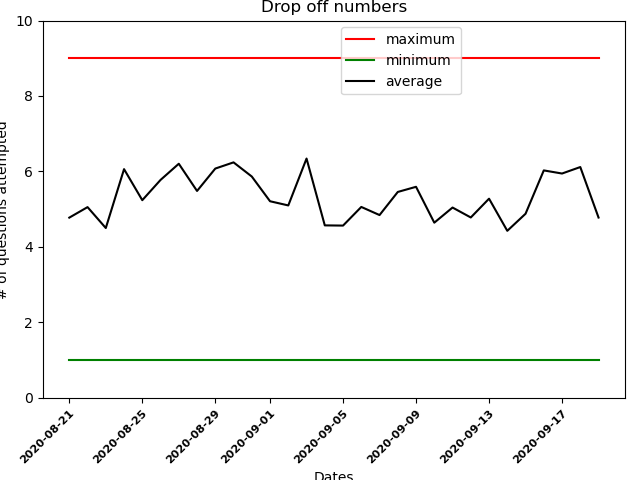 Drop off numbers
# of questions attempted
10
8
6
4
2
0
maximum
minimum
average
2020-08-21
2020-08-25
2020-08-29
2020-09-01
2020-09-05
2020-09-09
2020-09-13
2020-09-17
Dates